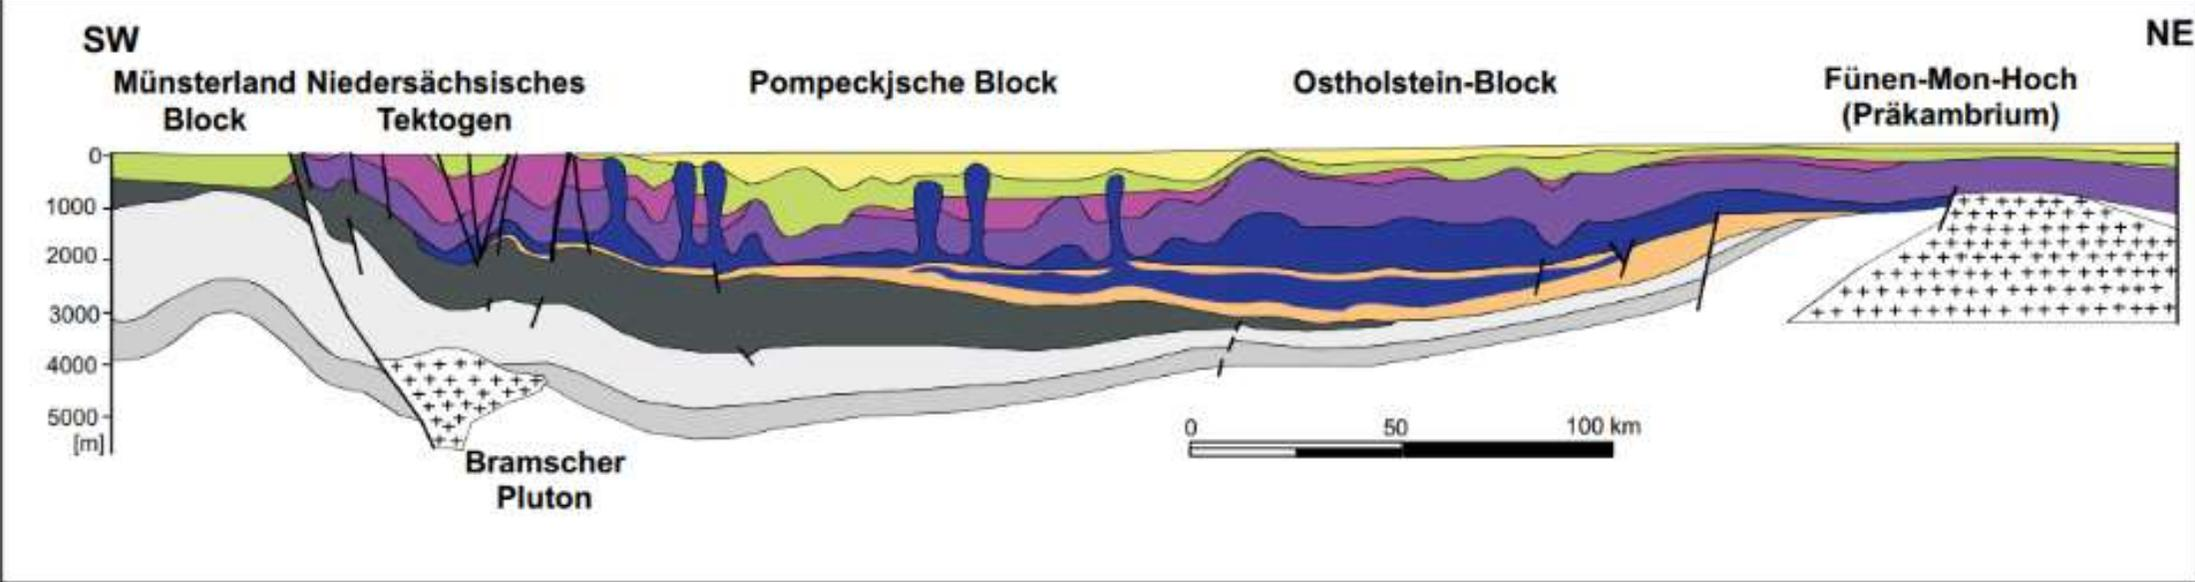 SW
NE
Münsterland Niedersächsisches
Block Tektogen
Pompeckjsche Block
Ostholstein-Block
Fünen-Møn-Hoch
(Präkambrium)
0
1000
2000
3000
4000
5000
[m]
0 50 100 km
Bramscher
Pluton